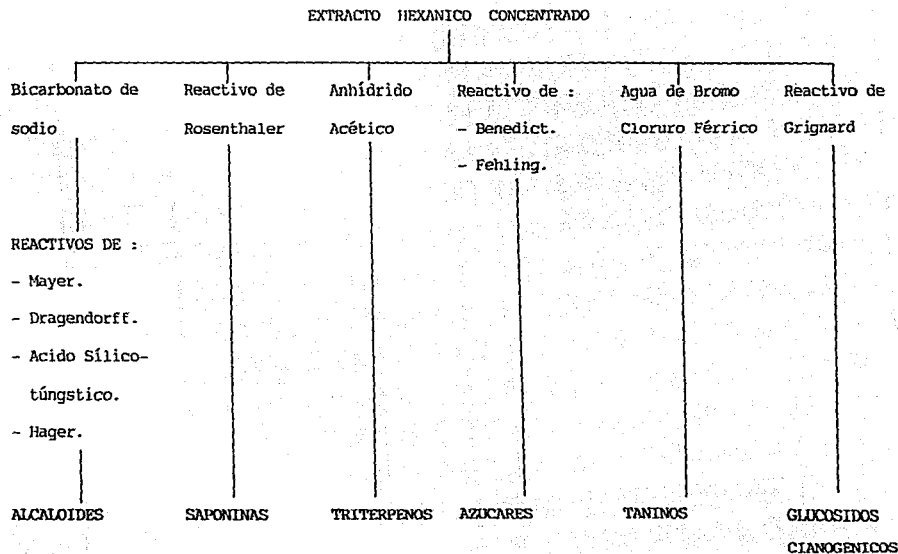 EXTRACTO HEXANICO CONCENTRADO
Bicarbonato de
sodio
Reactivo de
Rosenthaler
Anhídrido
Acético
Reactivo de :
- Benedict.
- Fehling.
Agua de Bromo
Cloruro Férrico
Reactivo de
Grignard
REACTIVOS DE :
- Mayer.
- Dragendorff.
- Acido Sílico-
túngstico.
- Hager.
ALCALOIDES
SAPONINAS
TRITERPENOS
AZUCARES
TANINOS
GLUCOSIDOS
CIANOGENICOS